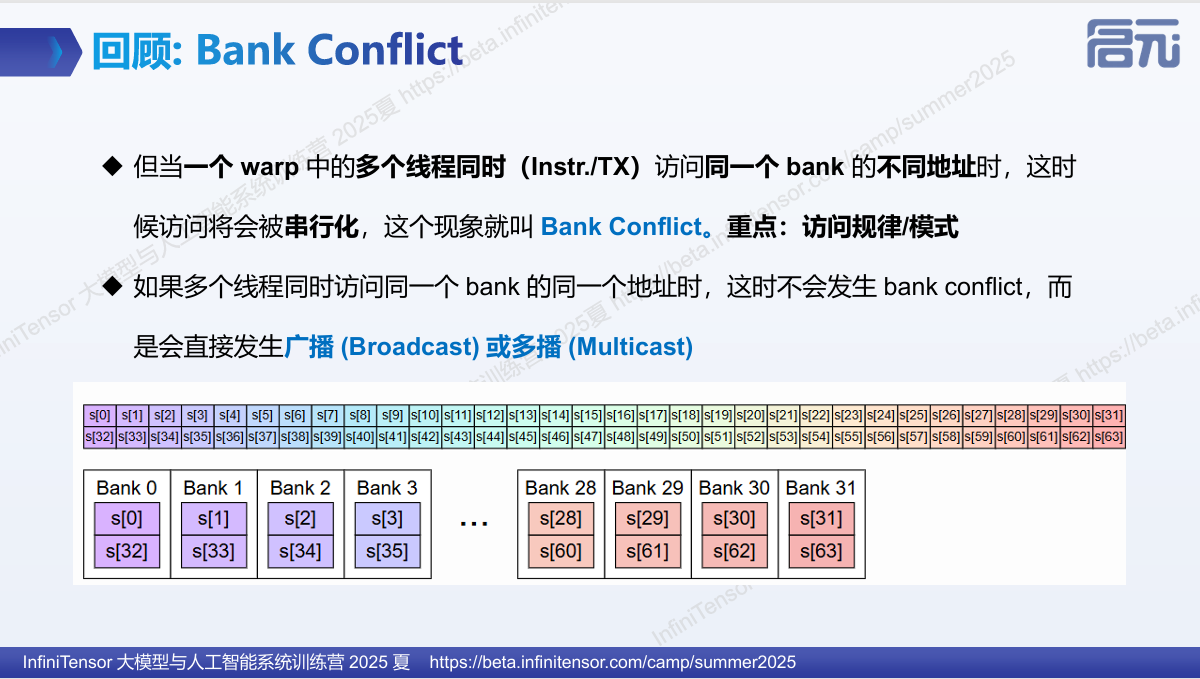 回顾: Bank Conflict
启元
◆ 但当一个 warp 中的多个线程同时（Instr./TX）访问同一个 bank 的不同地址时，这时
候访问将会被串行化，这个现象就叫 Bank Conflict。重点：访问规律/模式
◆ 如果多个线程同时访问同一个 bank 的同一个地址时，这时不会发生 bank conflict，而
是会直接发生广播 (Broadcast) 或多播 (Multicast)
s[0] s[1] s[2] s[3] s[4] s[5] s[6] s[7] s[8] s[9] s[10] s[11] s[12] s[13] s[14] s[15] s[16] s[17] s[18] s[19] s[20] s[21] s[22] s[23] s[24] s[25] s[26] s[27] s[28] s[29] s[30] s[31]
s[32] s[33] s[34] s[35] s[36] s[37] s[38] s[39] s[40] s[41] s[42] s[43] s[44] s[45] s[46] s[47] s[48] s[49] s[50] s[51] s[52] s[53] s[54] s[55] s[56] s[57] s[58] s[59] s[60] s[61] s[62] s[63]
Bank 0 Bank 1 Bank 2 Bank 3 Bank 28 Bank 29 Bank 30 Bank 31
s[0] s[1] s[2] s[3] ... s[28] s[29] s[30] s[31]
s[32] s[33] s[34] s[35] s[60] s[61] s[62] s[63]
InfiniTensor 大模型与人工智能系统训练营 2025 夏 https://beta.infinitensor.com/camp/summer2025